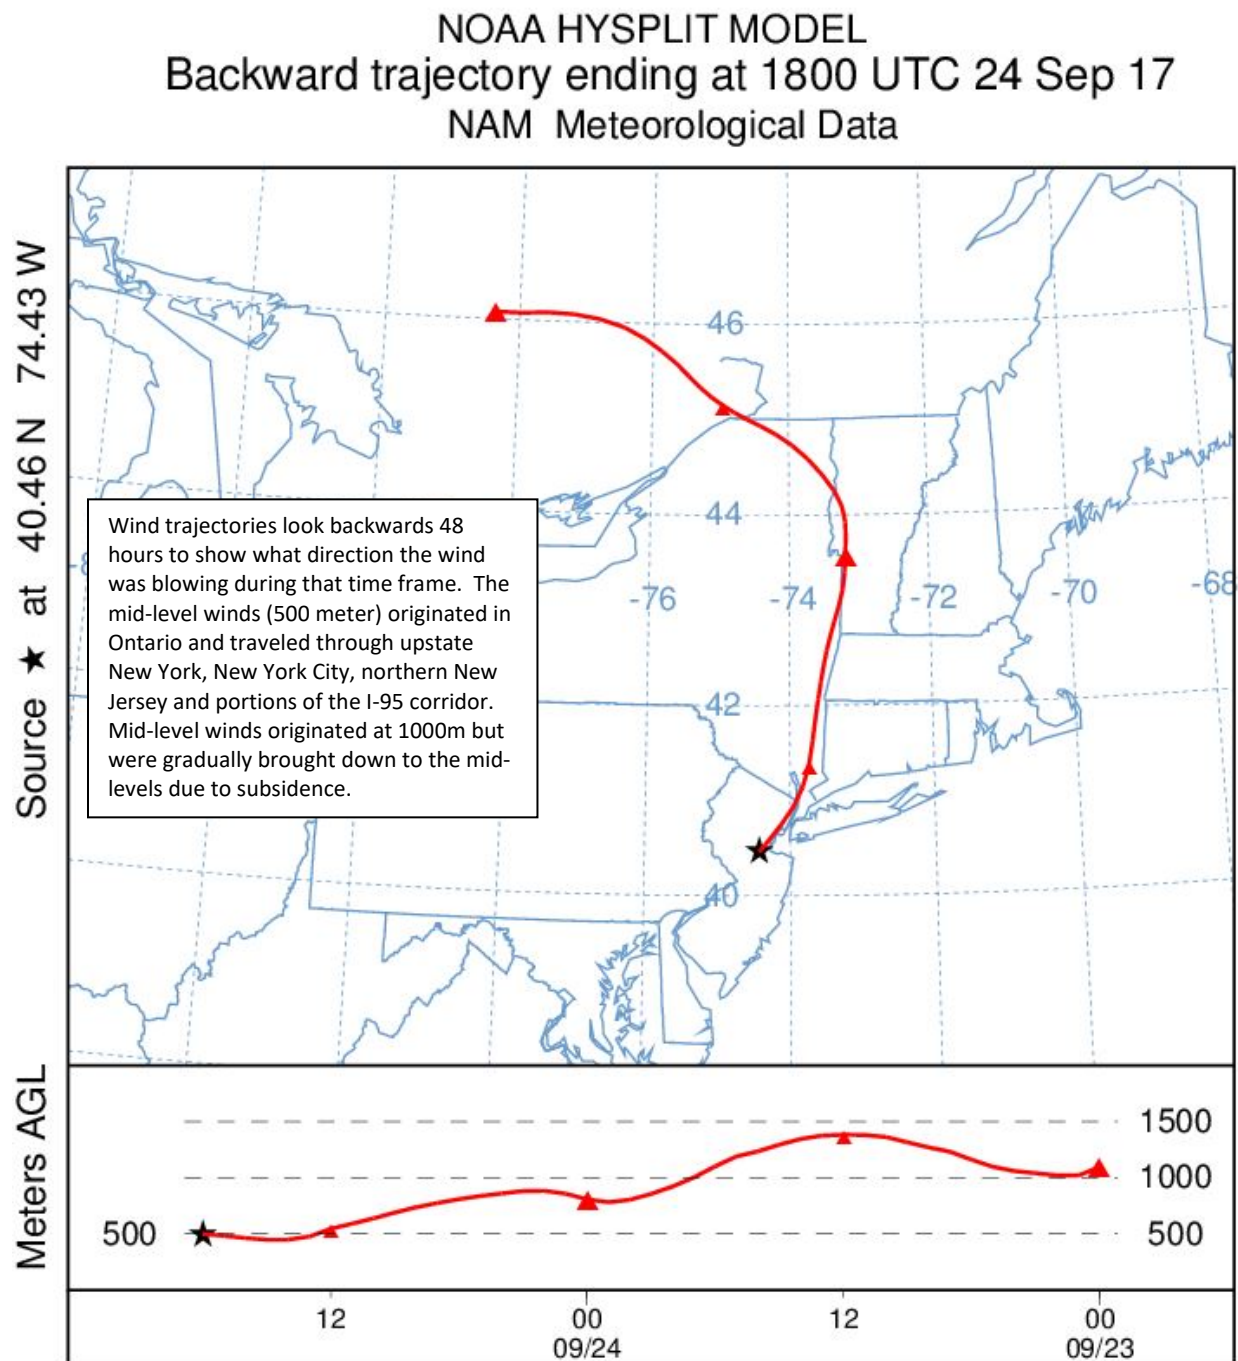 NOAA HYSPLIT MODEL
Backward trajectory ending at 1800 UTC 24 Sep 17
NAM Meteorological Data
Source ★ at 40.46 N 74.43 W
46
44
-76
-74
-72
-70
-68
-8
42
40
Wind trajectories look backwards 48
hours to show what direction the wind
was blowing during that time frame. The
mid-level winds (500 meter) originated in
Ontario and traveled through upstate
New York, New York City, northern New
Jersey and portions of the I-95 corridor.
Mid-level winds originated at 1000m but
were gradually brought down to the mid-
levels due to subsidence.
Meters AGL
1500
1000
500
500
12
00
12
00
09/24
09/23